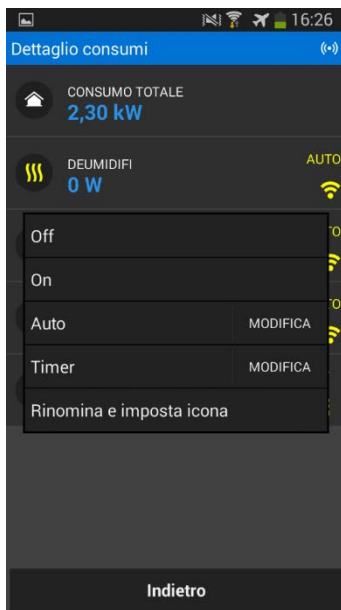 16:26
Dettaglio consumi
CONSUMO TOTALE
2,30 kW
DEUMIDIFI
AUTO
0 W
Off
On
Auto MODIFICA
Timer MODIFICA
Rinomina e imposta icona
Indietro